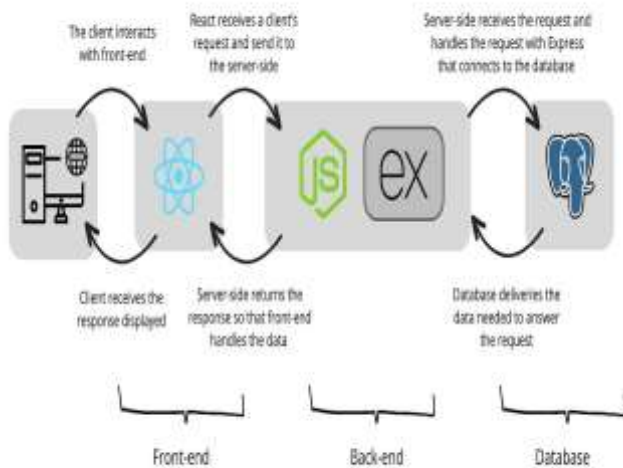 The client interacts
with front-end
React receives a client's
request and send it to
the server-side
Server-side receives the request and
handles the request with Express
that connects to the database
JS
ex
Client receives the
response displayed
Server-side returns the
response so that front-end
handles the data
Database deliveries the
data needed to answer
the request
Front-end
Back-end
Database